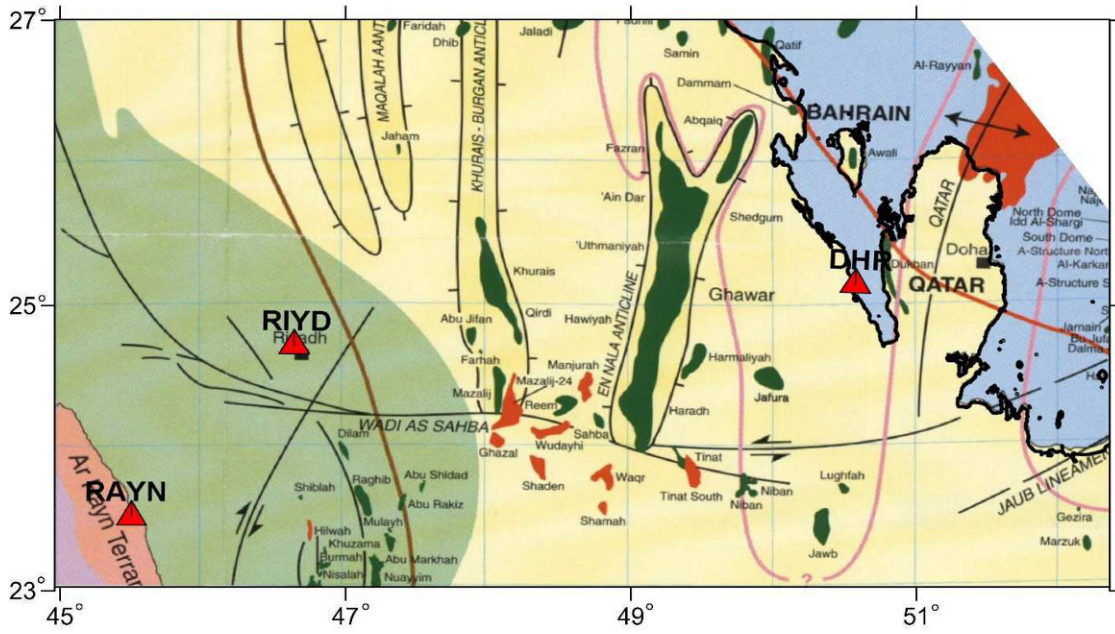 27°
25°
23°
45°
47°
49°
51°
Faridah
Dhib
Jaladi
Samin
Qatif
Dammam
Al-Rayyan
MAQALAH
KHURAIS - BURGAN ANTICLINE
Jaham
Abqaiq
Fazran
BAHRAIN
Awali
'Ain Dar
Shedgum
QATAR
North Dome
Idd Al-Shargi
South Dome
A-Structure
Al-Karkar
A-Structure
'Uthmaniyah
Khurais
Doha
DHR
Dukhan
QATAR
Ghawar
RIYD
Riyadh
Abu Jifan
Qirdi
Hawiyah
EN NALA ANTICLINE
Dalma
Farhah
Mazalij
Mazalij-24
Manjurah
Harmaliyah
Reem
Jafura
Haradh
WADI AS SAHBA
Sahba
Ghazal
Wudayhi
Dilam
Shaden
Waqr
Tinat
Tinat South
Lughfah
Niban
Niban
Shiblah
Raghib
Abu Shidad
Abu Rakiz
Shamah
JAUB LINEAMEN
RAYN
Ar Rayn Terran
Mulayh
Hilwah
Khuzama
Burmah
Abu Markhah
Nisalah
Nuayyim
Jawb
Gezira
Marzuk
?